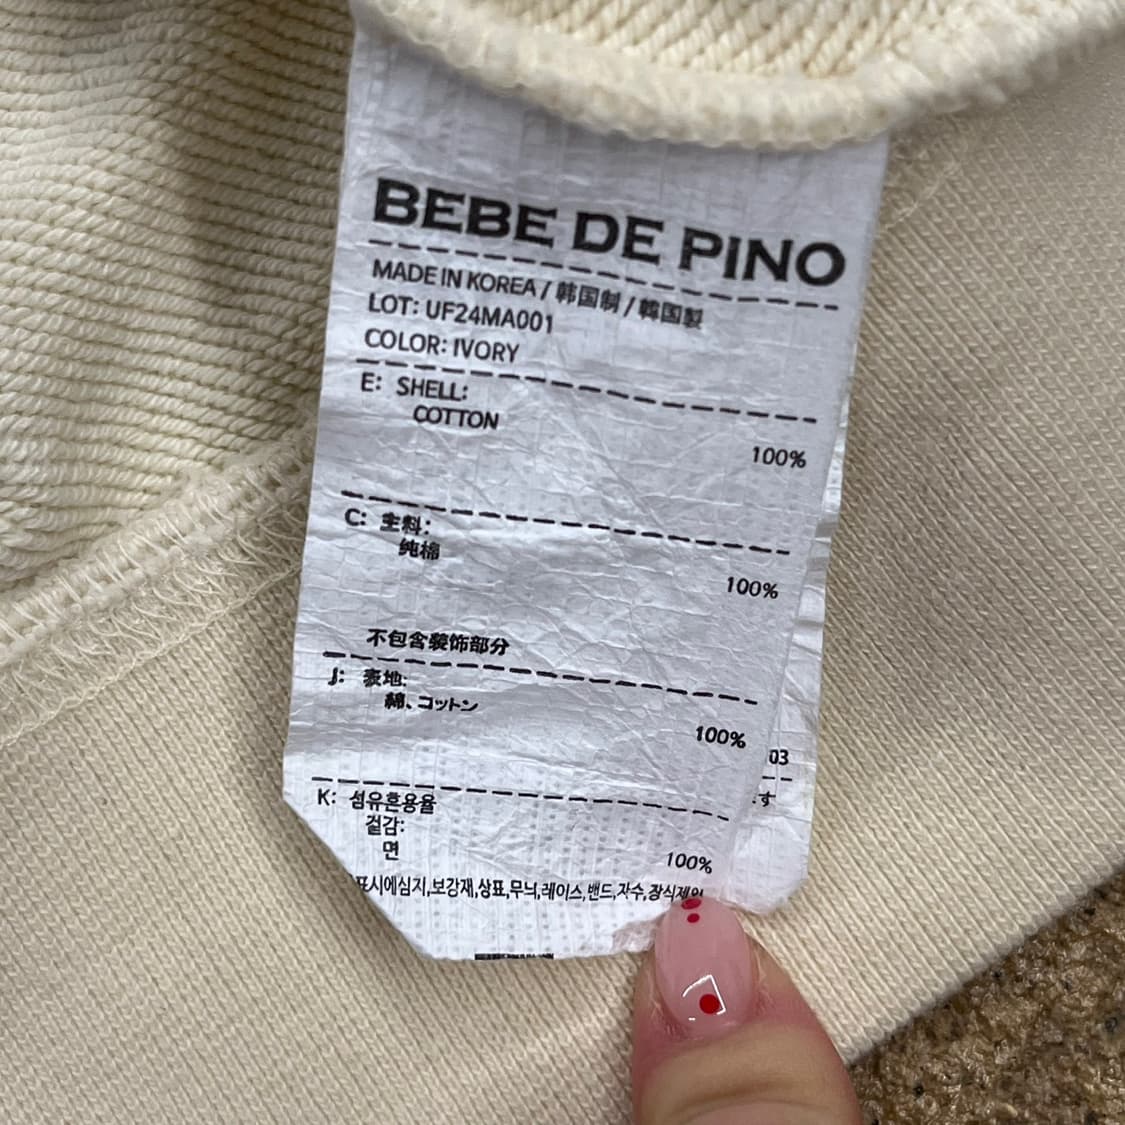 BEBE DE PINO
MADE IN KOREA / 韩国制 / 韓国製
LOT: UF24MA001
COLOR: IVORY
E: SHELL:
COTTON
100%
C: 主料:
纯棉
100%
不包含装饰部分
J: 表地:
綿、コットン
100%
03
す
K: 섬유혼용율
겉감:
면
100%
표시에심지,보강재,상표,무늬,레이스,밴드,자수,장식제외